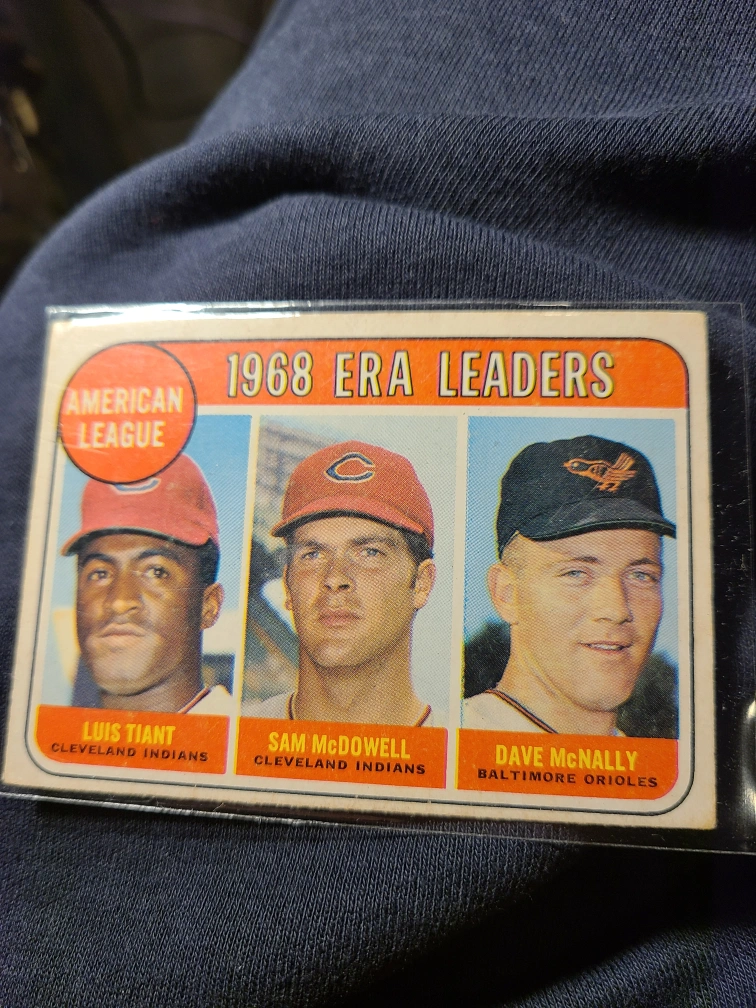 AMERICAN
LEAGUE
1968 ERA LEADERS
LUIS TIANT
CLEVELAND INDIANS
SAM McDOWELL
CLEVELAND INDIANS
DAVE McNALLY
BALTIMORE ORIOLES